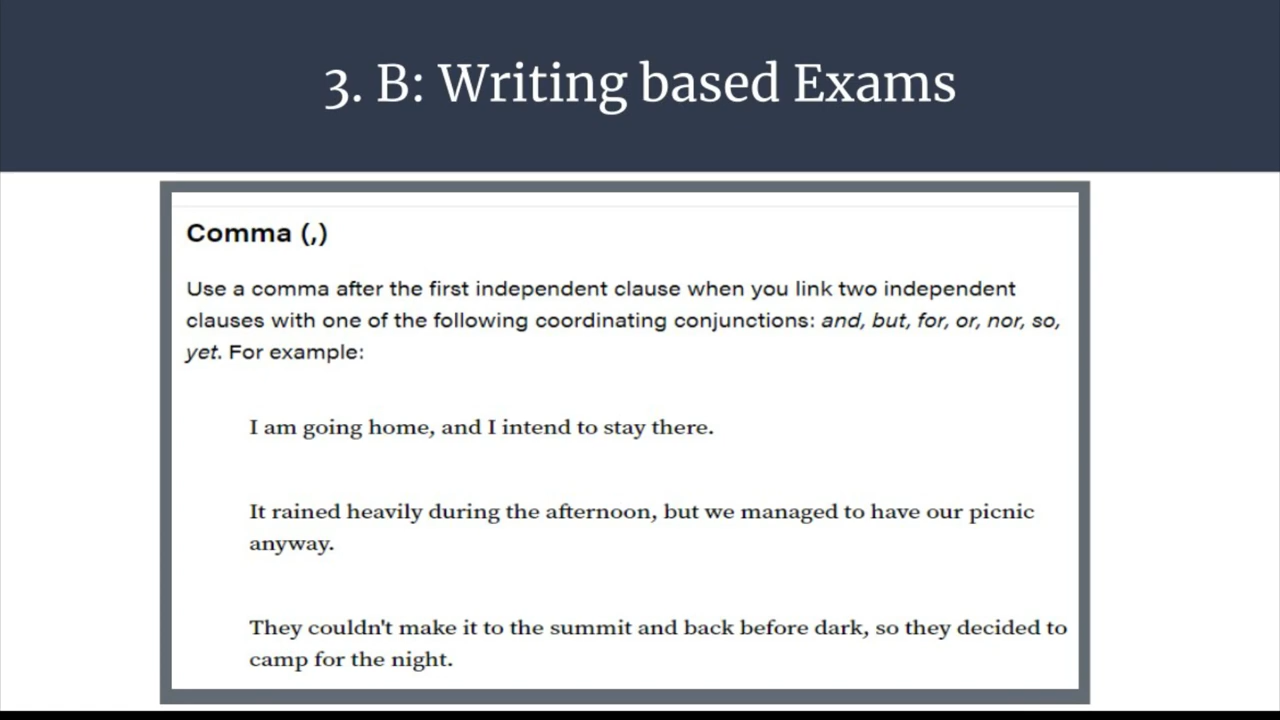 3. B: Writing based Exams
Comma (,)
Use a comma after the first independent clause when you link two independent
clauses with one of the following coordinating conjunctions: and, but, for, or, nor, so,
yet. For example:
I am going home, and I intend to stay there.
It rained heavily during the afternoon, but we managed to have our picnic
anyway.
They couldn't make it to the summit and back before dark, so they decided to
camp for the night.